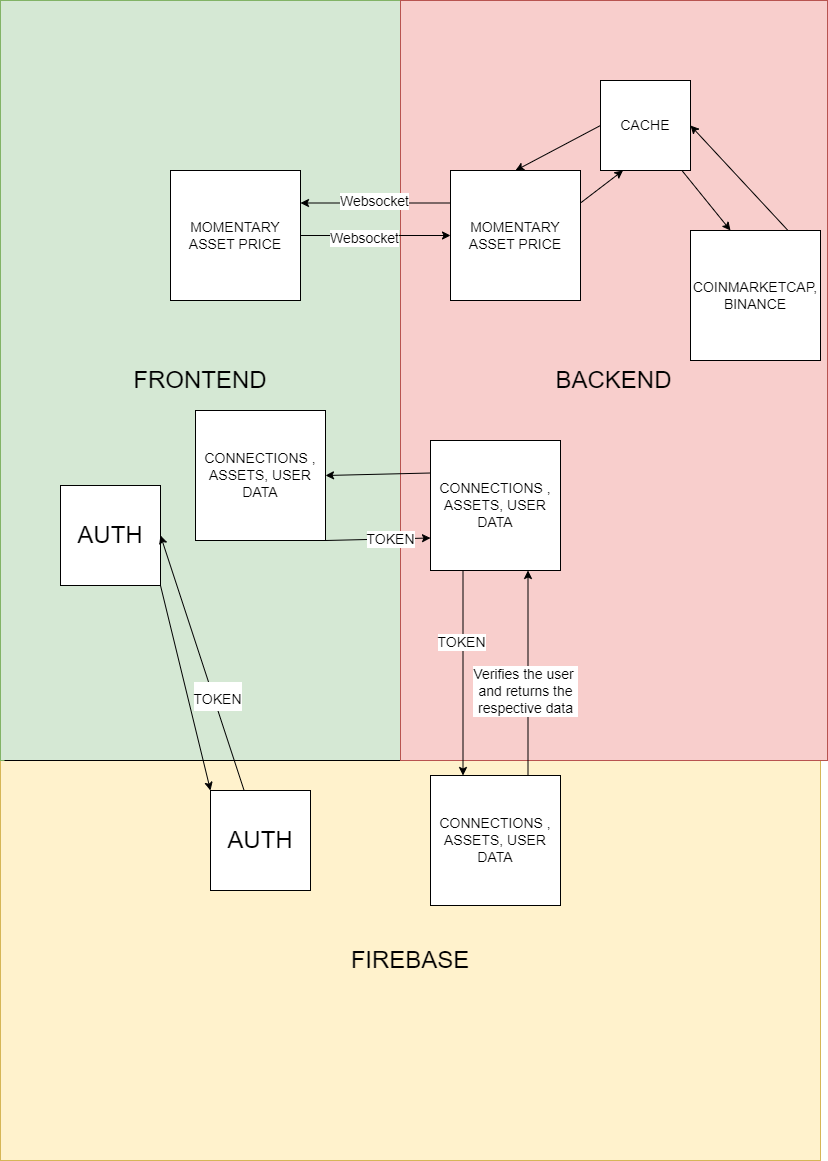 CACHE
Websocket
MOMENTARY
ASSET PRICE
Websocket
MOMENTARY
ASSET PRICE
COINMARKETCAP,
BINANCE
FRONTEND
BACKEND
CONNECTIONS ,
ASSETS, USER
DATA
CONNECTIONS ,
ASSETS, USER
DATA
AUTH
TOKEN
TOKEN
Verifies the user
and returns the
respective data
TOKEN
AUTH
CONNECTIONS ,
ASSETS, USER
DATA
FIREBASE